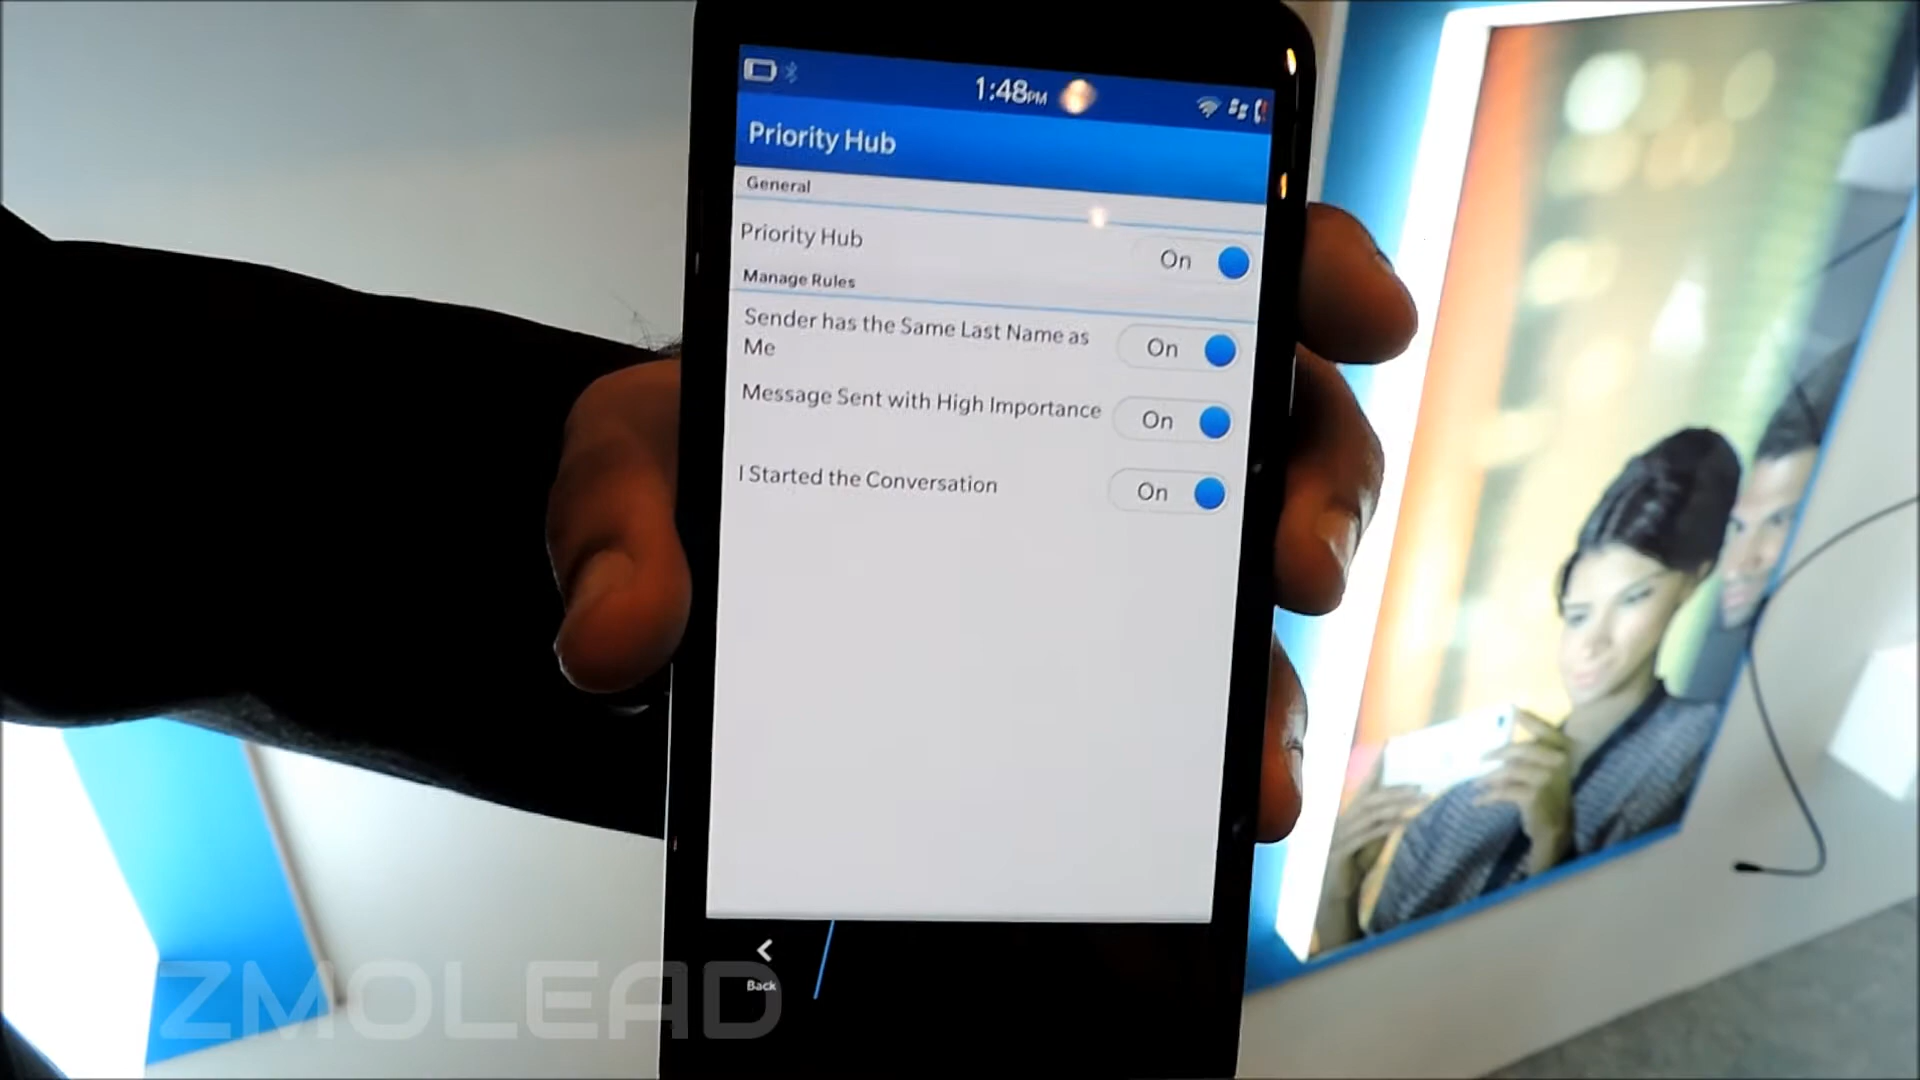 1:48PM
Priority Hub
General
Priority Hub
On
Manage Rules
Sender has the Same Last Name as
Me
On
Message Sent with High Importance
On
I Started the Conversation
On
Back
ZMOLEAD